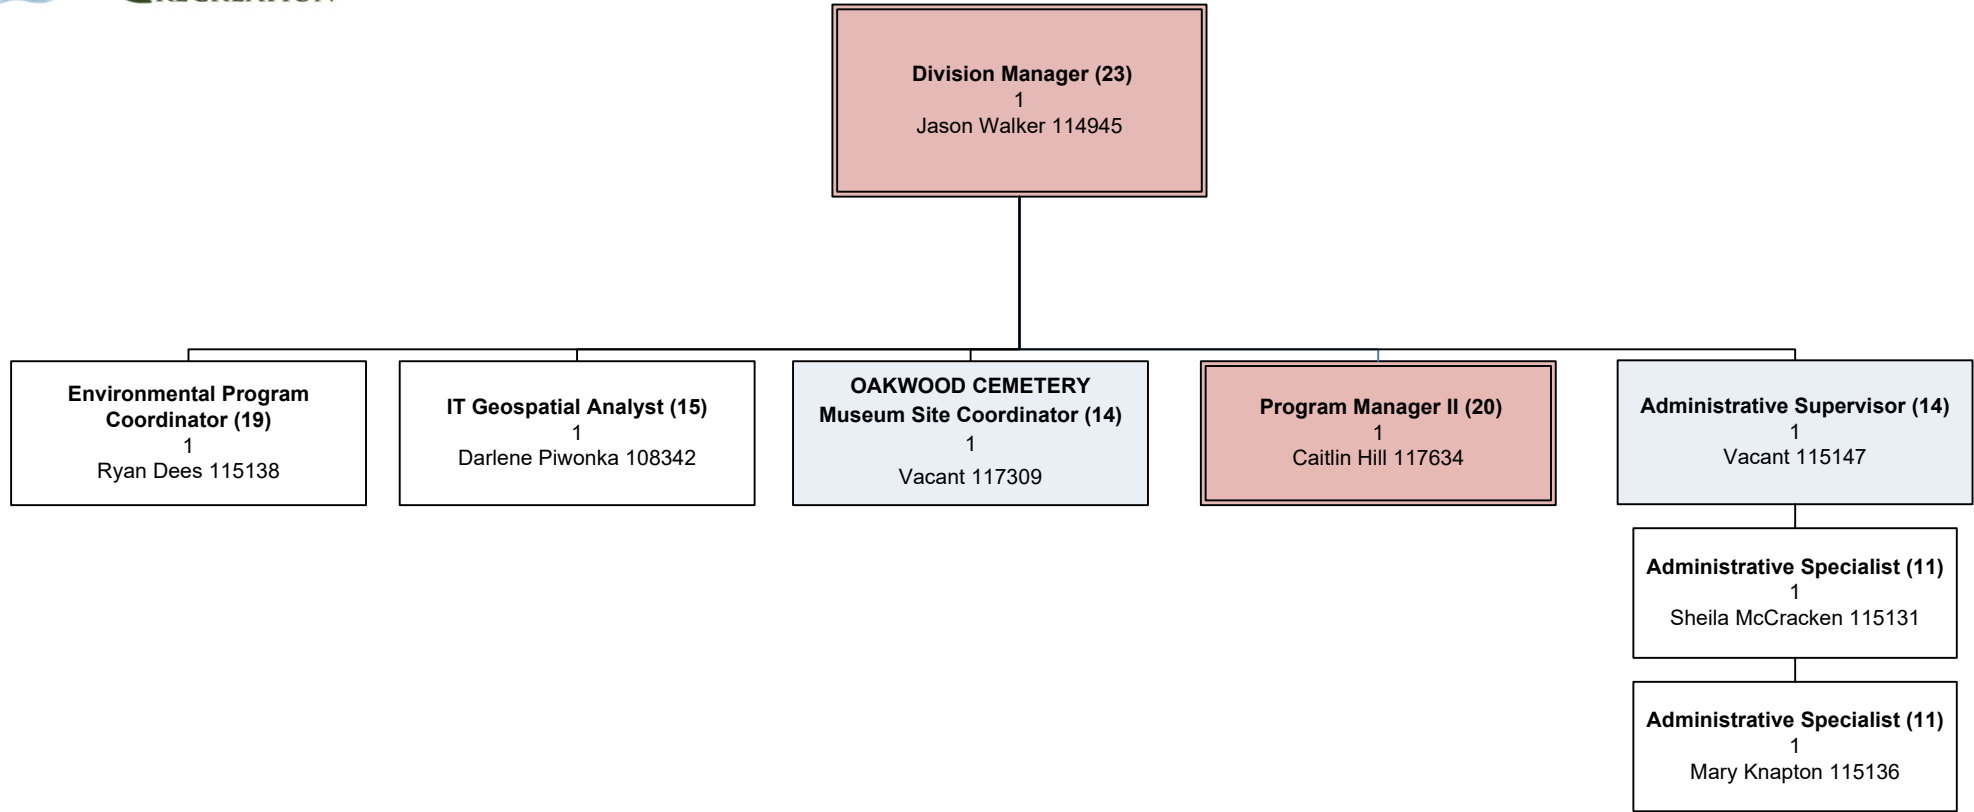 RECREATION
Division Manager (23)
1
Jason Walker 114945
Environmental Program
Coordinator (19)
1
Ryan Dees 115138
IT Geospatial Analyst (15)
1
Darlene Piwonka 108342
OAKWOOD CEMETERY
Museum Site Coordinator (14)
1
Vacant 117309
Program Manager II (20)
1
Caitlin Hill 117634
Administrative Supervisor (14)
1
Vacant 115147
Administrative Specialist (11)
1
Sheila McCracken 115131
Administrative Specialist (11)
1
Mary Knapton 115136